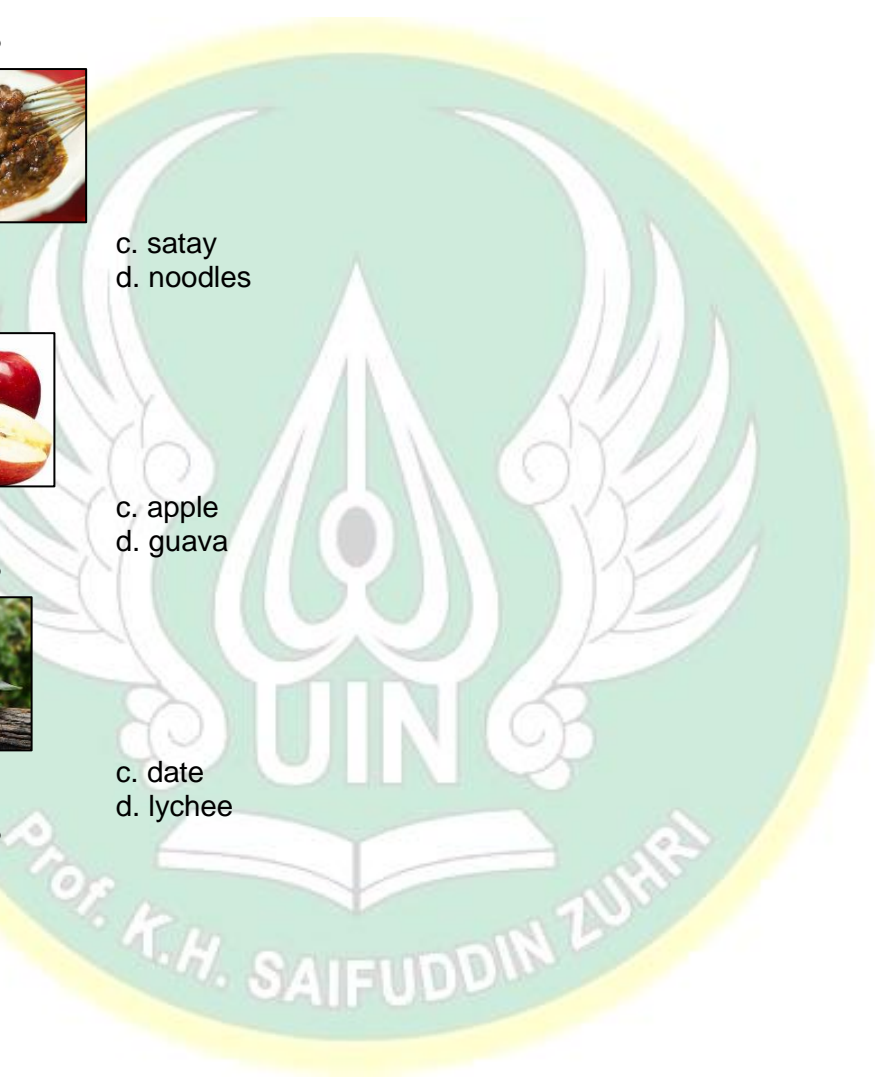 c. satay
d. noodles
c. apple
d. guava
c. date
d. lychee
UIN
Prof. K.H. SAIFUDDIN ZUHRI